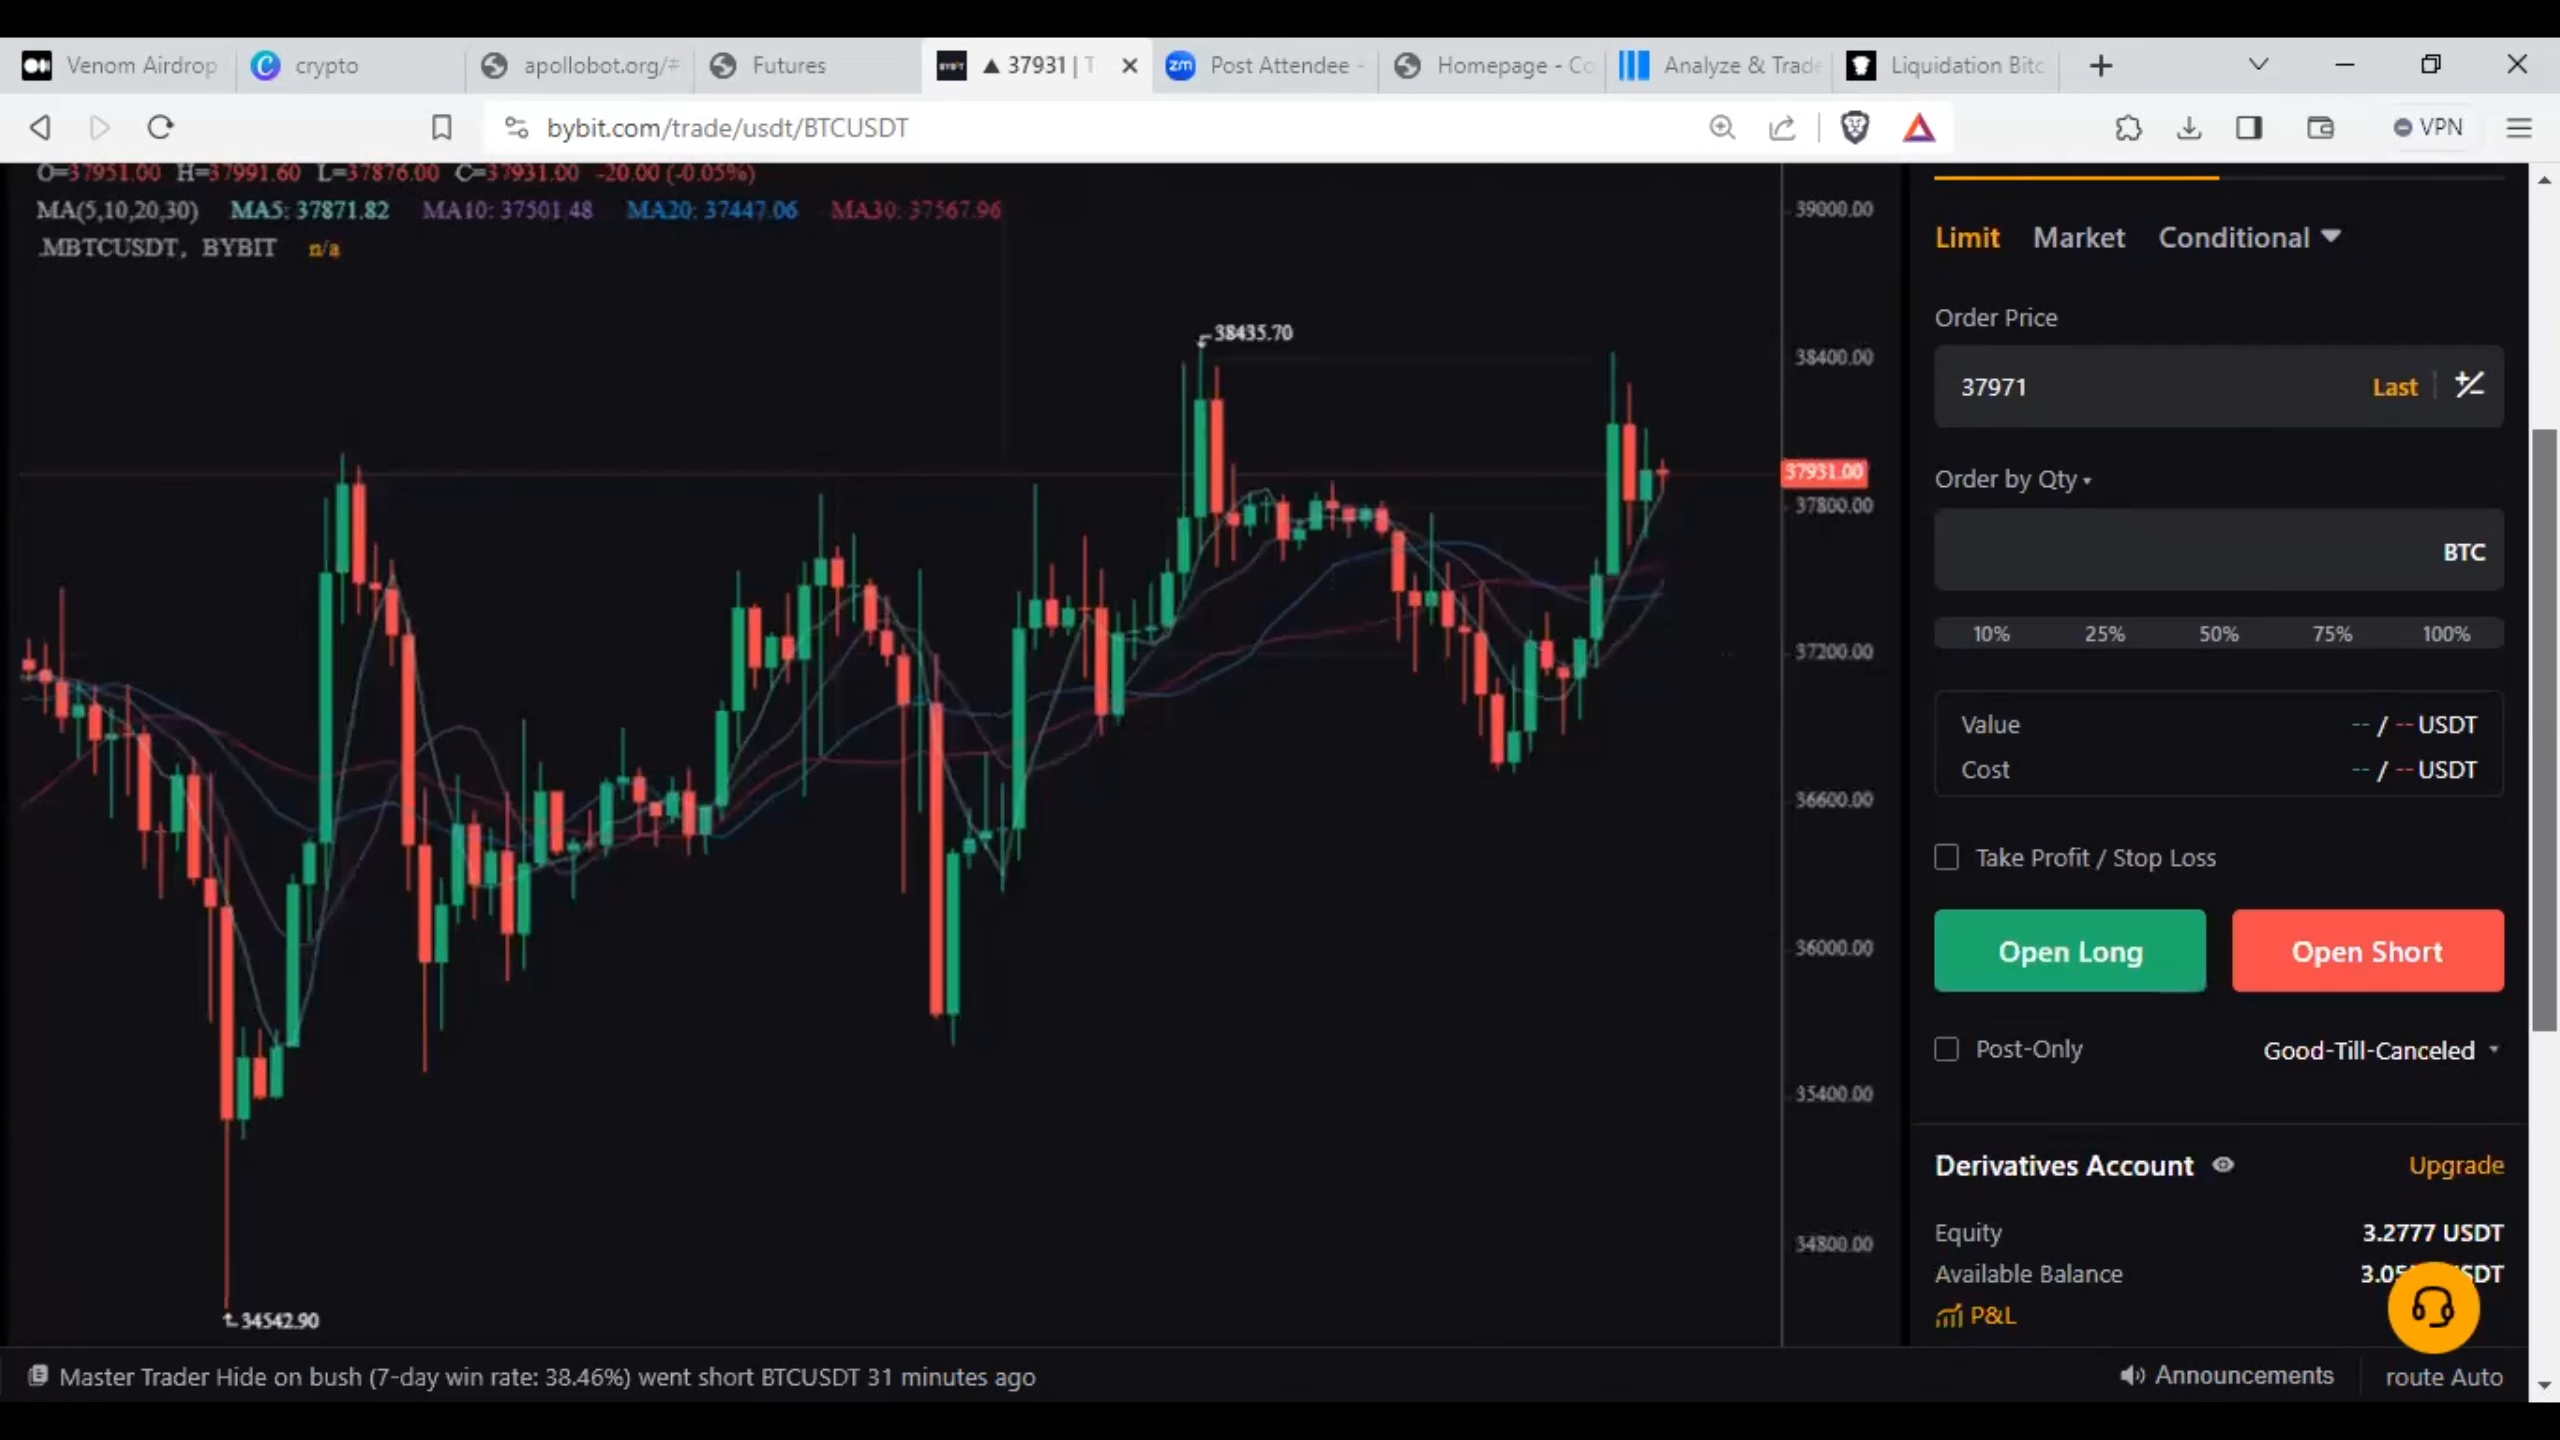 Venom Airdrop
crypto
apollobot.org/#
Futures
▲ 37931 | T
Post Attendee -
Homepage - Co
Analyze & Trade
Liquidation Bitc
bybit.com/trade/usdt/BTCUSDT
VPN
O=37951.00 H=37991.60 L=37876.00 C=37931.00 -20.00 (-0.05%)
MA(5,10,20,30) MA5: 37871.82 MA10: 37501.48 MA20: 37447.06 MA30: 37567.96
.MBTCUSDT, BYBIT n/a
38435.70
34542.90
39000.00
38400.00
37931.00
37800.00
37200.00
36600.00
36000.00
35400.00
34800.00
Limit Market Conditional
Order Price
37971 Last
Order by Qty
BTC
10% 25% 50% 75% 100%
Value -- / -- USDT
Cost -- / -- USDT
Take Profit / Stop Loss
Open Long Open Short
Post-Only Good-Till-Canceled
Derivatives Account Upgrade
Equity 3.2777 USDT
Available Balance
P&L
Master Trader Hide on bush (7-day win rate: 38.46%) went short BTCUSDT 31 minutes ago
Announcements
route Auto